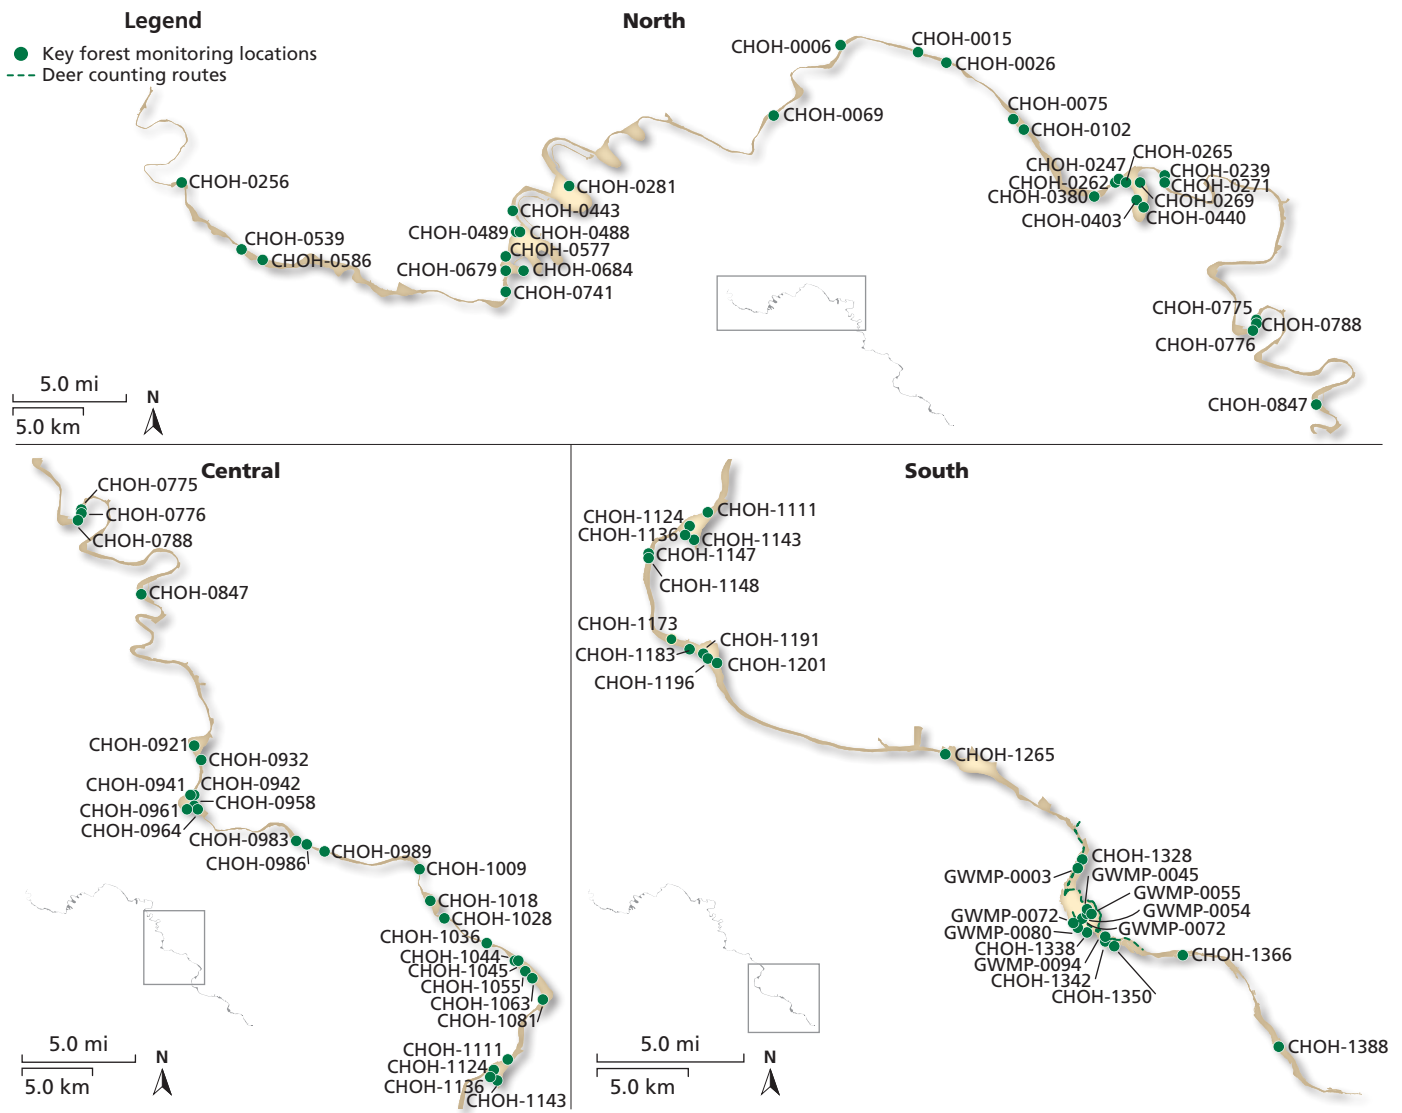 Legend
Key forest monitoring locations
Deer counting routes
North
CHOH-0006
CHOH-0015
CHOH-0026
CHOH-0069
CHOH-0075
CHOH-0102
CHOH-0265
CHOH-0247
CHOH-0239
CHOH-0262
CHOH-0271
CHOH-0380
CHOH-0269
CHOH-0403
CHOH-0440
CHOH-0256
CHOH-0281
CHOH-0443
CHOH-0489
CHOH-0488
CHOH-0539
CHOH-0577
CHOH-0586
CHOH-0679
CHOH-0684
CHOH-0741
CHOH-0775
CHOH-0788
CHOH-0776
CHOH-0847
5.0 mi
5.0 km
N
Central
CHOH-0775
CHOH-0776
CHOH-0788
CHOH-0847
CHOH-0921
CHOH-0932
CHOH-0941
CHOH-0942
CHOH-0958
CHOH-0961
CHOH-0964
CHOH-0983
CHOH-0986
CHOH-0989
CHOH-1009
CHOH-1018
CHOH-1028
CHOH-1036
CHOH-1044
CHOH-1045
CHOH-1055
CHOH-1063
CHOH-1081
CHOH-1111
CHOH-1124
CHOH-1136
CHOH-1143
5.0 mi
5.0 km
N
South
CHOH-1111
CHOH-1124
CHOH-1136
CHOH-1143
CHOH-1147
CHOH-1148
CHOH-1173
CHOH-1191
CHOH-1183
CHOH-1201
CHOH-1196
CHOH-1265
CHOH-1328
GWMP-0003
GWMP-0045
GWMP-0055
GWMP-0054
GWMP-0072
GWMP-0072
GWMP-0080
CHOH-1338
GWMP-0094
CHOH-1342
CHOH-1350
CHOH-1366
CHOH-1388
5.0 mi
5.0 km
N